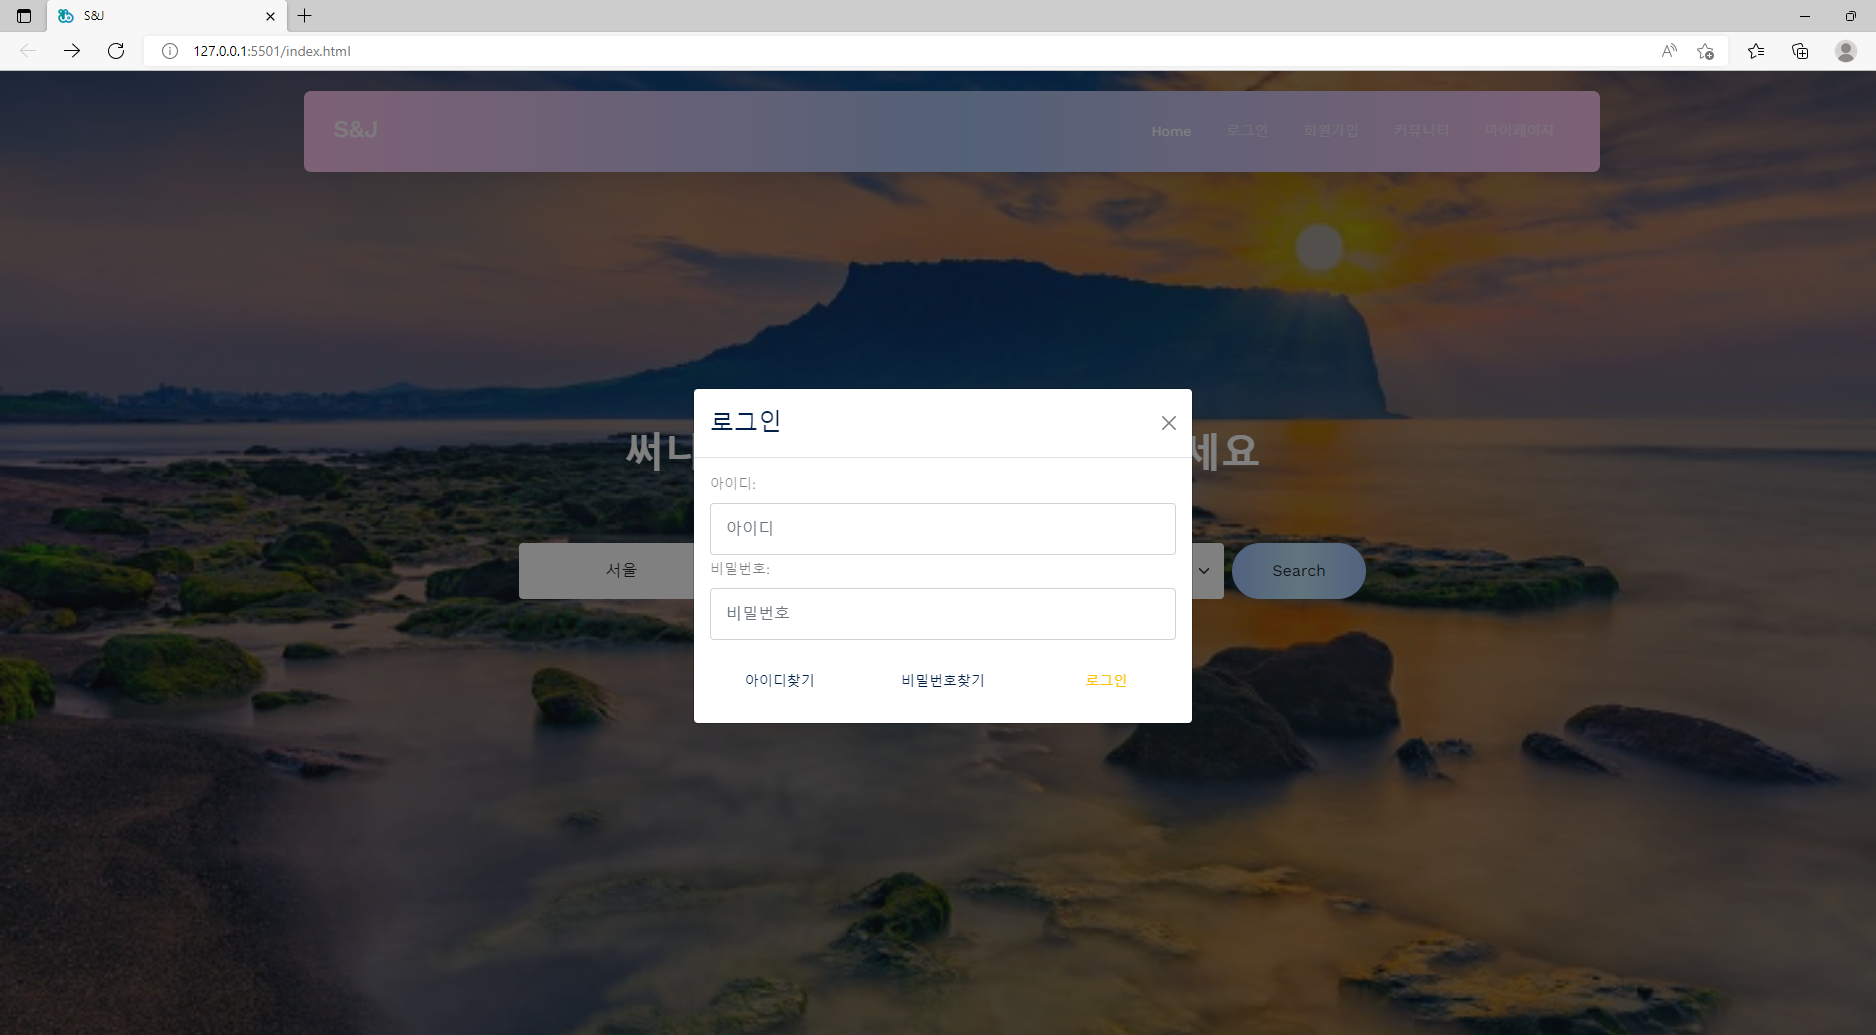 S&J
127.0.0.1:5501/index.html
S&J
Home 로그인 회원가입 커뮤니티 마이페이지
로그인
세요
아이디:
아이디
서울
Search
비밀번호:
비밀번호
아이디찾기 비밀번호찾기 로그인